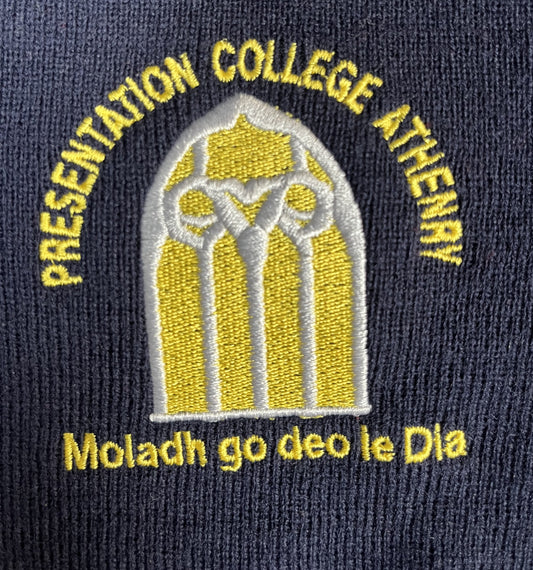 PRESENTATION COLLEGE ATHENRY
Moladh go deo le Dia